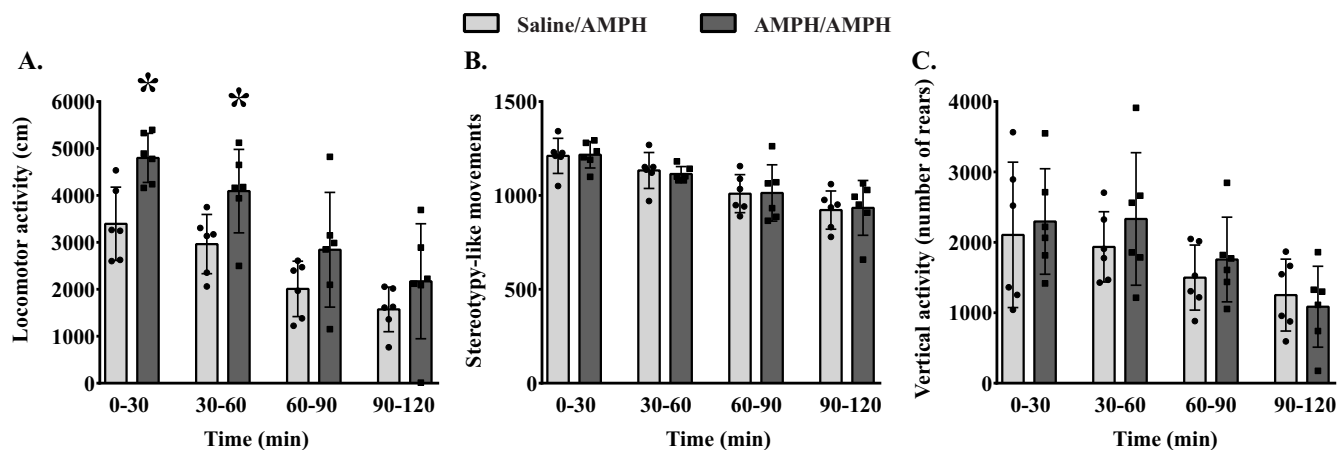 Saline/AMPH AMPH/AMPH
A.
Locomotor activity (cm)
6000
5000
4000
3000
2000
1000
0
* *
0-30 30-60 60-90 90-120
Time (min)
B.
Stereotypy-like movements
1500
1000
500
0
0-30 30-60 60-90 90-120
Time (min)
C.
Vertical activity (number of rears)
4000
3000
2000
1000
0
0-30 30-60 60-90 90-120
Time (min)